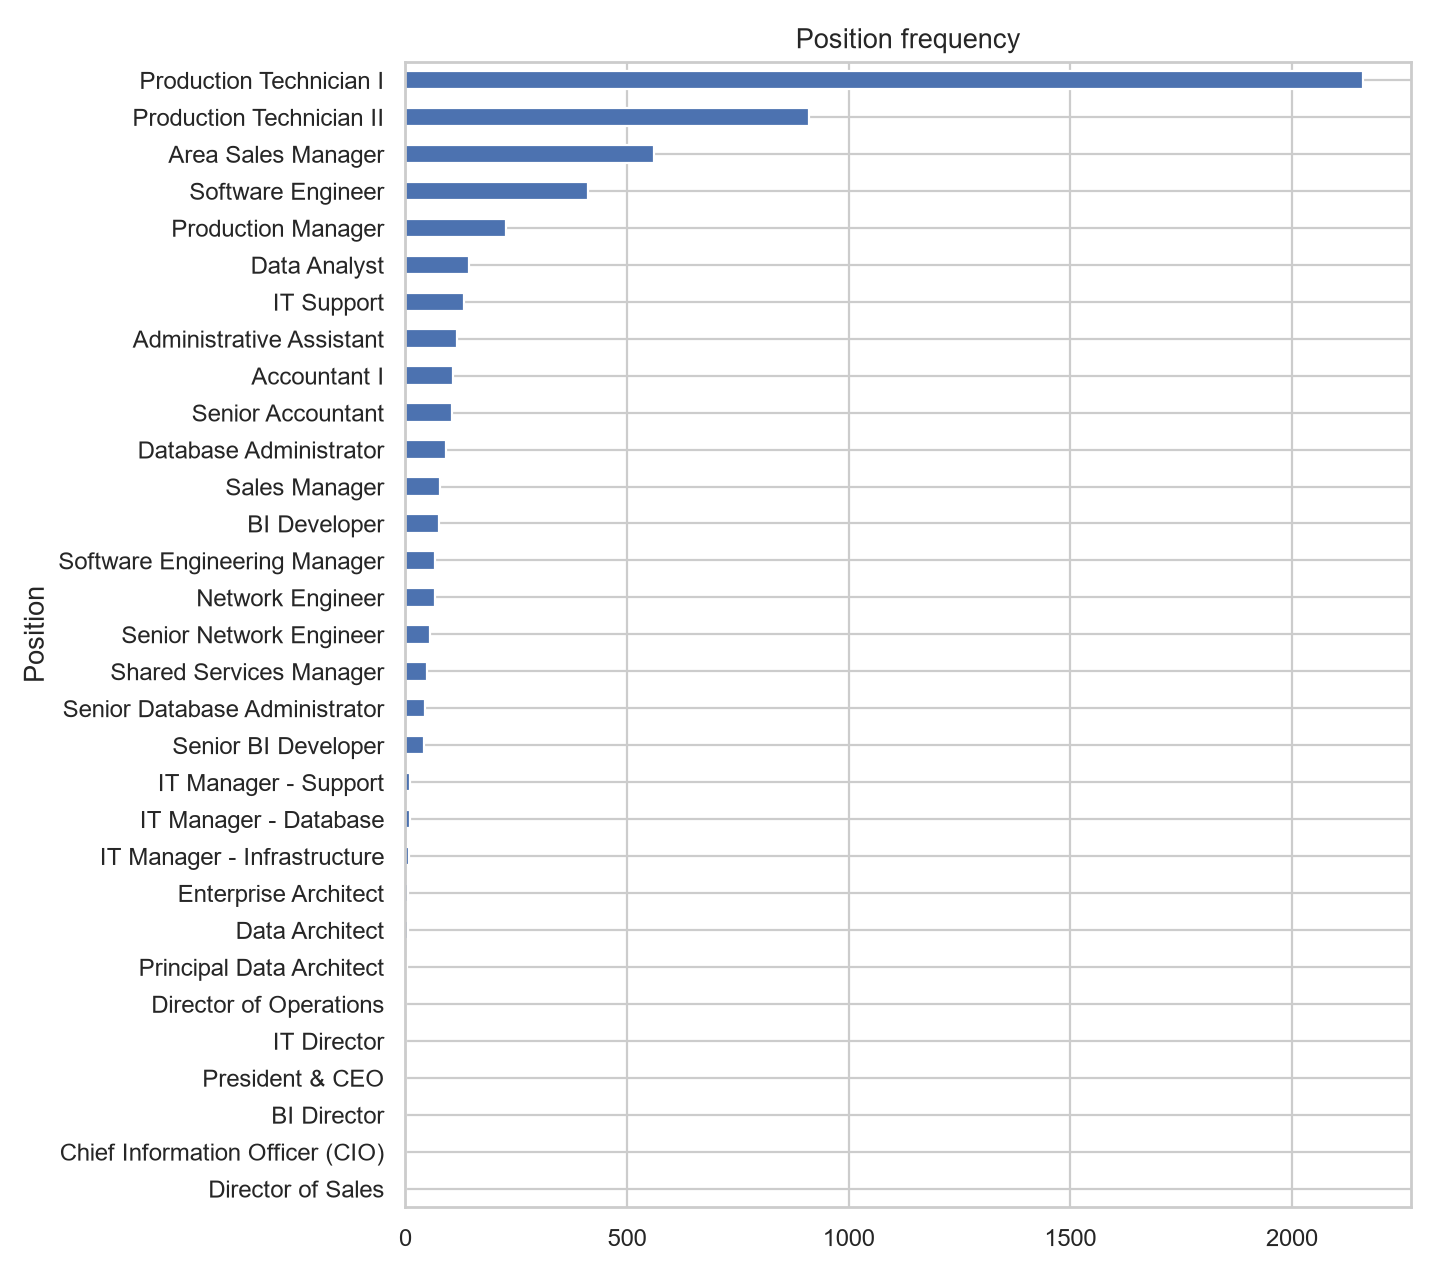 Position frequency
Production Technician I
Production Technician II
Area Sales Manager
Software Engineer
Production Manager
Data Analyst
IT Support
Administrative Assistant
Accountant I
Senior Accountant
Database Administrator
Sales Manager
BI Developer
Software Engineering Manager
Network Engineer
Senior Network Engineer
Shared Services Manager
Senior Database Administrator
Senior BI Developer
IT Manager - Support
IT Manager - Database
IT Manager - Infrastructure
Enterprise Architect
Data Architect
Principal Data Architect
Director of Operations
IT Director
President & CEO
BI Director
Chief Information Officer (CIO)
Director of Sales
Position
0 500 1000 1500 2000